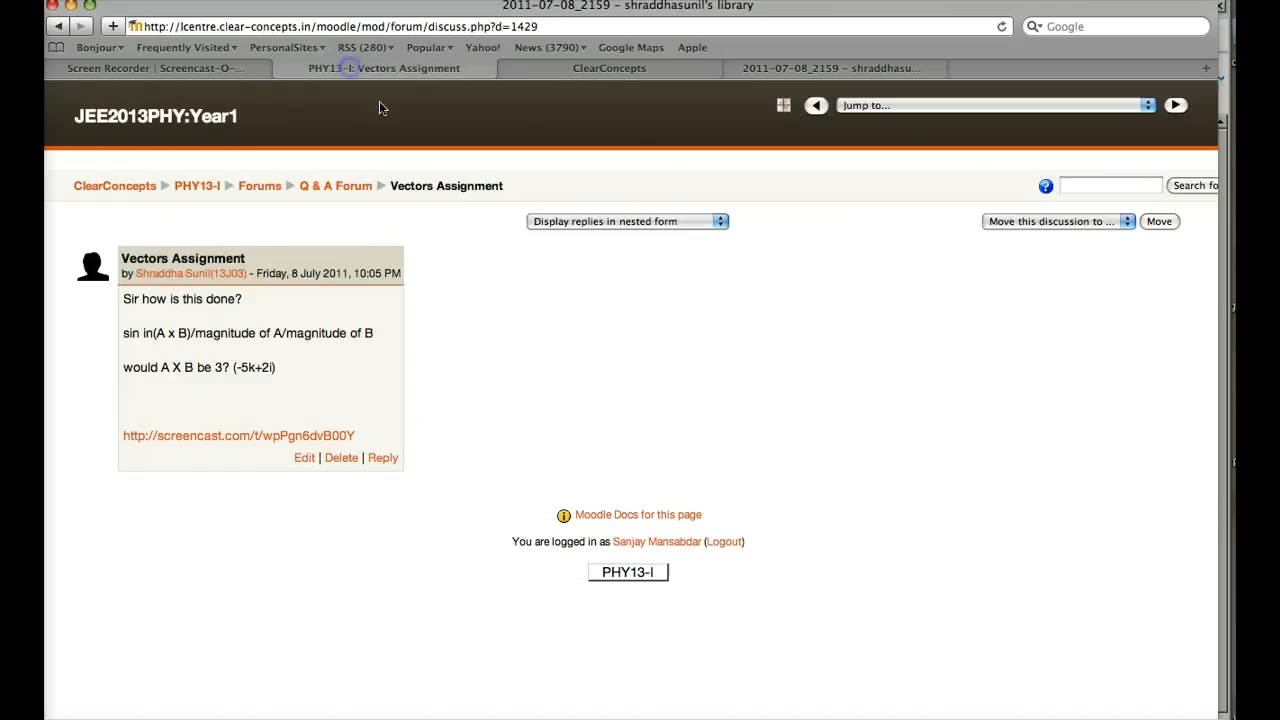 2011-07-08_2159 - shraddhasunil's library
http://lcentre.clear-concepts.in/moodle/mod/forum/discuss.php?d=1429
Google
Bonjour Frequently Visited PersonalSites RSS (280) Popular Yahoo! News (3790) Google Maps Apple
Screen Recorder | Screencast-O-... PHY13-I: Vectors Assignment ClearConcepts 2011-07-08_2159 - shraddhasu...
JEE2013PHY:Year1
Jump to...
ClearConcepts PHY13-I Forums Q & A Forum Vectors Assignment
Search fo
Display replies in nested form
Move this discussion to ... Move
Vectors Assignment
by Shraddha Sunil(13J03) - Friday, 8 July 2011, 10:05 PM
Sir how is this done?
sin in(A x B)/magnitude of A/magnitude of B
would A X B be 3? (-5k+2i)
http://screencast.com/t/wpPgn6dvB00Y
Edit | Delete | Reply
Moodle Docs for this page
You are logged in as Sanjay Mansabdar (Logout)
PHY13-I